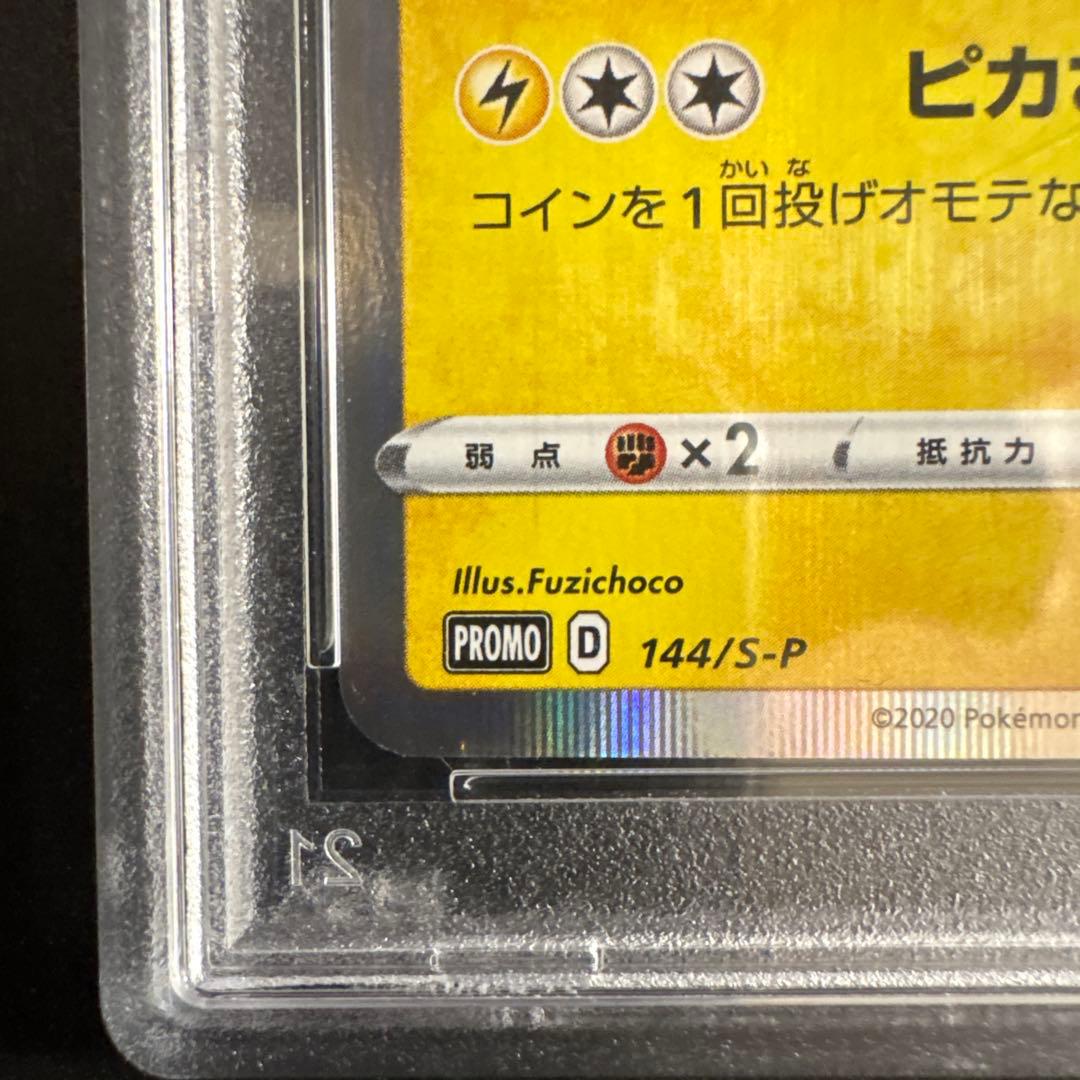 ピカ
かい な
コインを1回投げオモテな
弱点 ×2 抵抗力
Illus.Fuzichoco
PROMO D 144/S-P
©2020 Pokémon
21